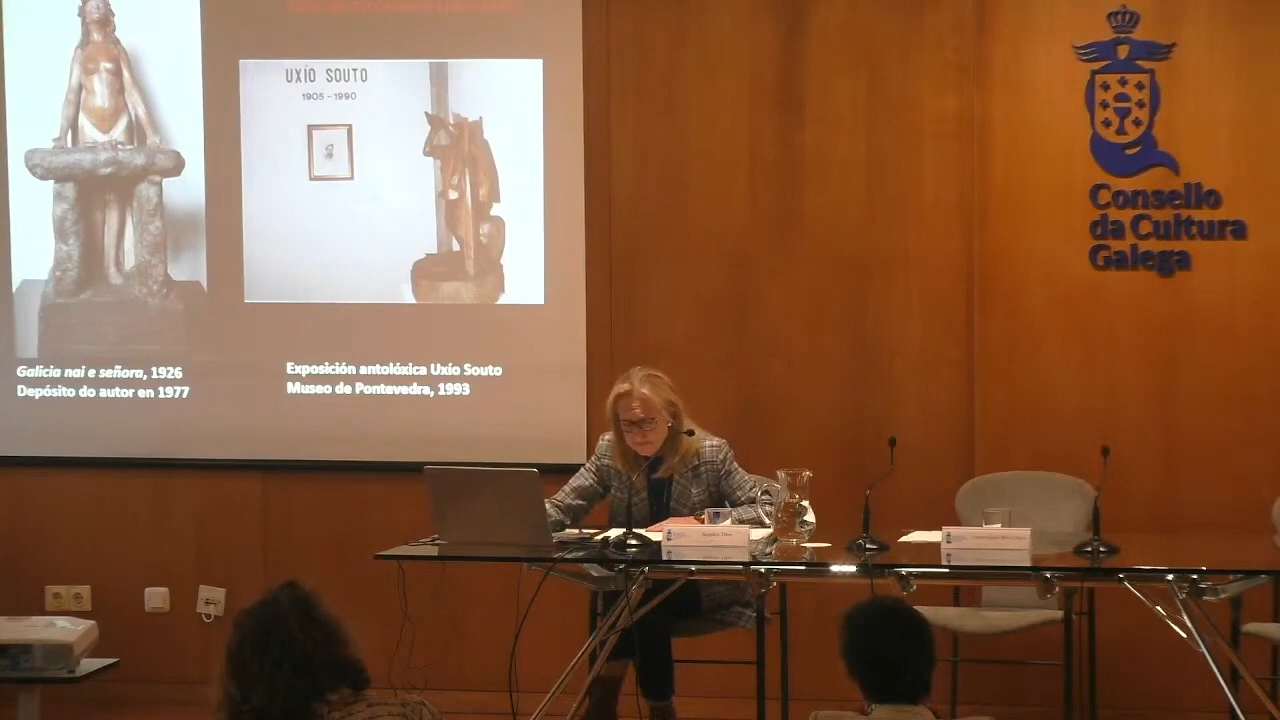 UXÍO SOUTO
1905 - 1990
Galicia nai e señora, 1926
Depósito do autor en 1977
Exposición antolóxica Uxío Souto
Museo de Pontevedra, 1993
Consello
da Cultura
Galega